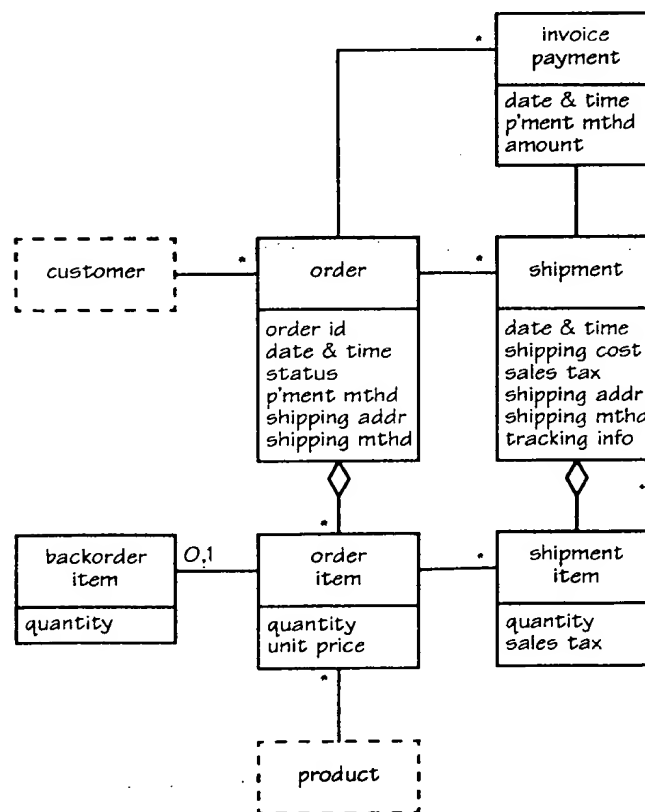 *
invoice
payment
date & time
p'ment mthd
amount
customer
*
order
*
shipment
order id
date & time
status
p'ment mthd
shipping addr
shipping mthd
date & time
shipping cost
sales tax
shipping addr
shipping mthd
tracking info
*
*
backorder
item
0,1
order
item
*
shipment
item
quantity
quantity
unit price
quantity
sales tax
*
product